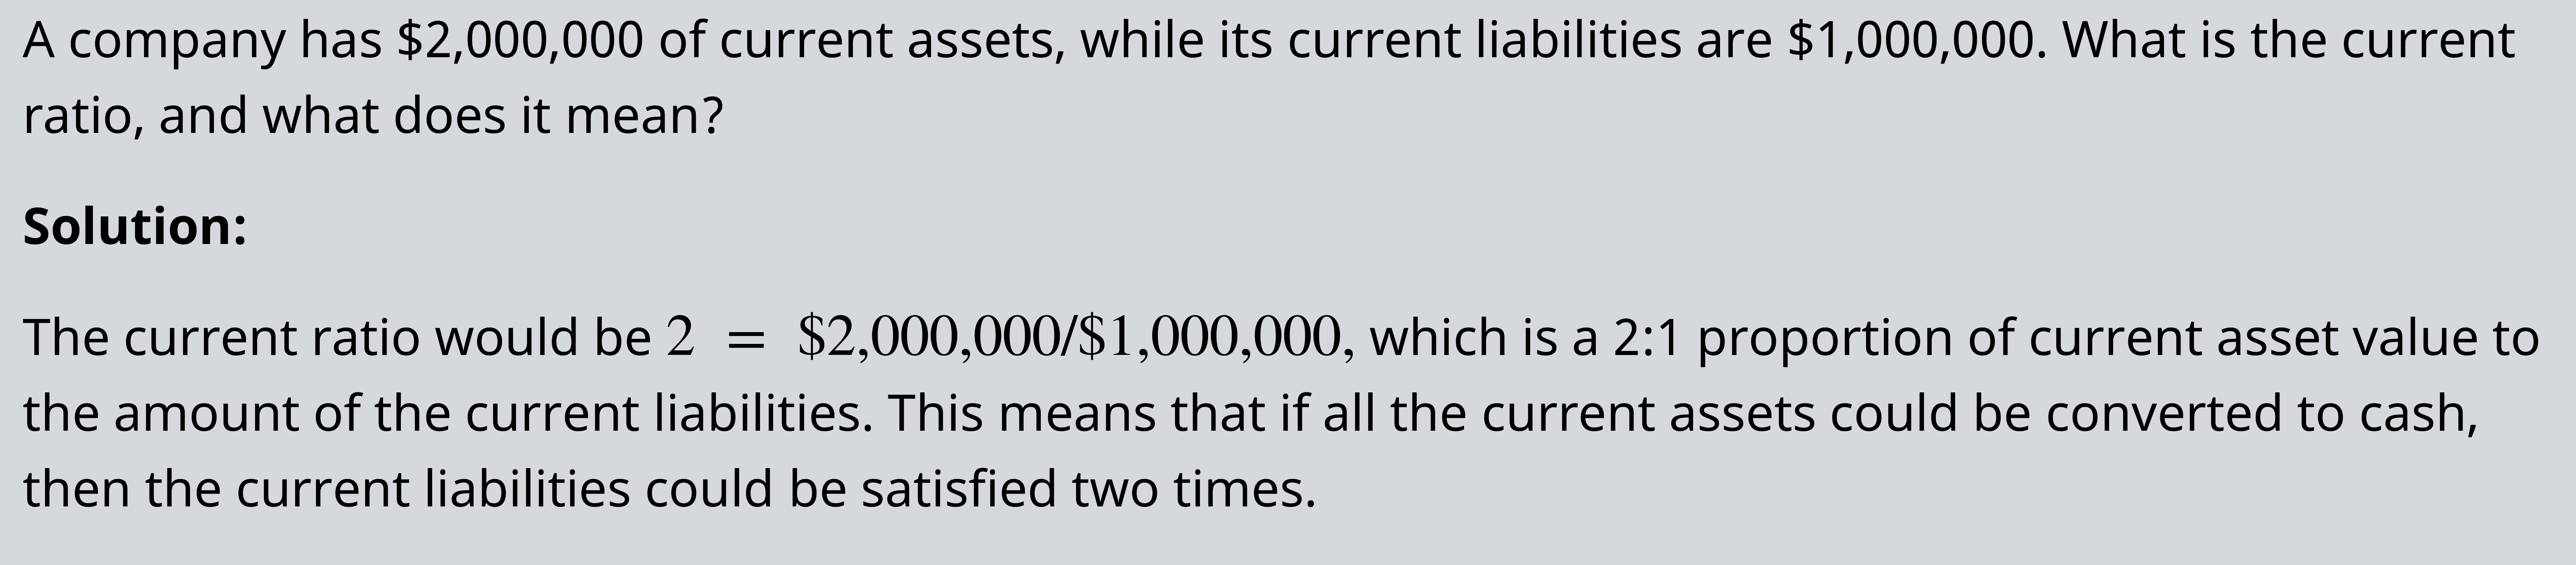 A company has $2,000,000 of current assets, while its current liabilities are $1,000,000. What is the current
ratio, and what does it mean?
Solution:
The current ratio would be 2 = $2,000,000/$1,000,000, which is a 2:1 proportion of current asset value to
the amount of the current liabilities. This means that if all the current assets could be converted to cash,
then the current liabilities could be satisfied two times.